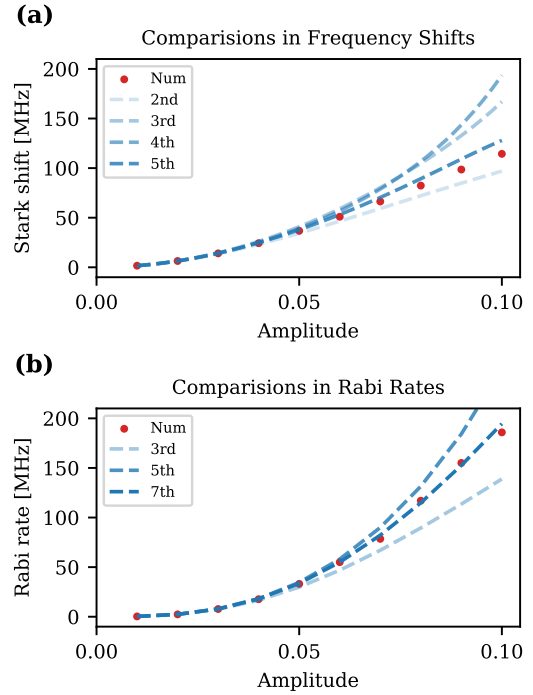 (a)
Comparisions in Frequency Shifts
Stark shift [MHz]
200
150
100
50
0
Num
2nd
3rd
4th
5th
0.00
0.05
0.10
Amplitude
(b)
Comparisions in Rabi Rates
Rabi rate [MHz]
200
150
100
50
0
Num
3rd
5th
7th
0.00
0.05
0.10
Amplitude